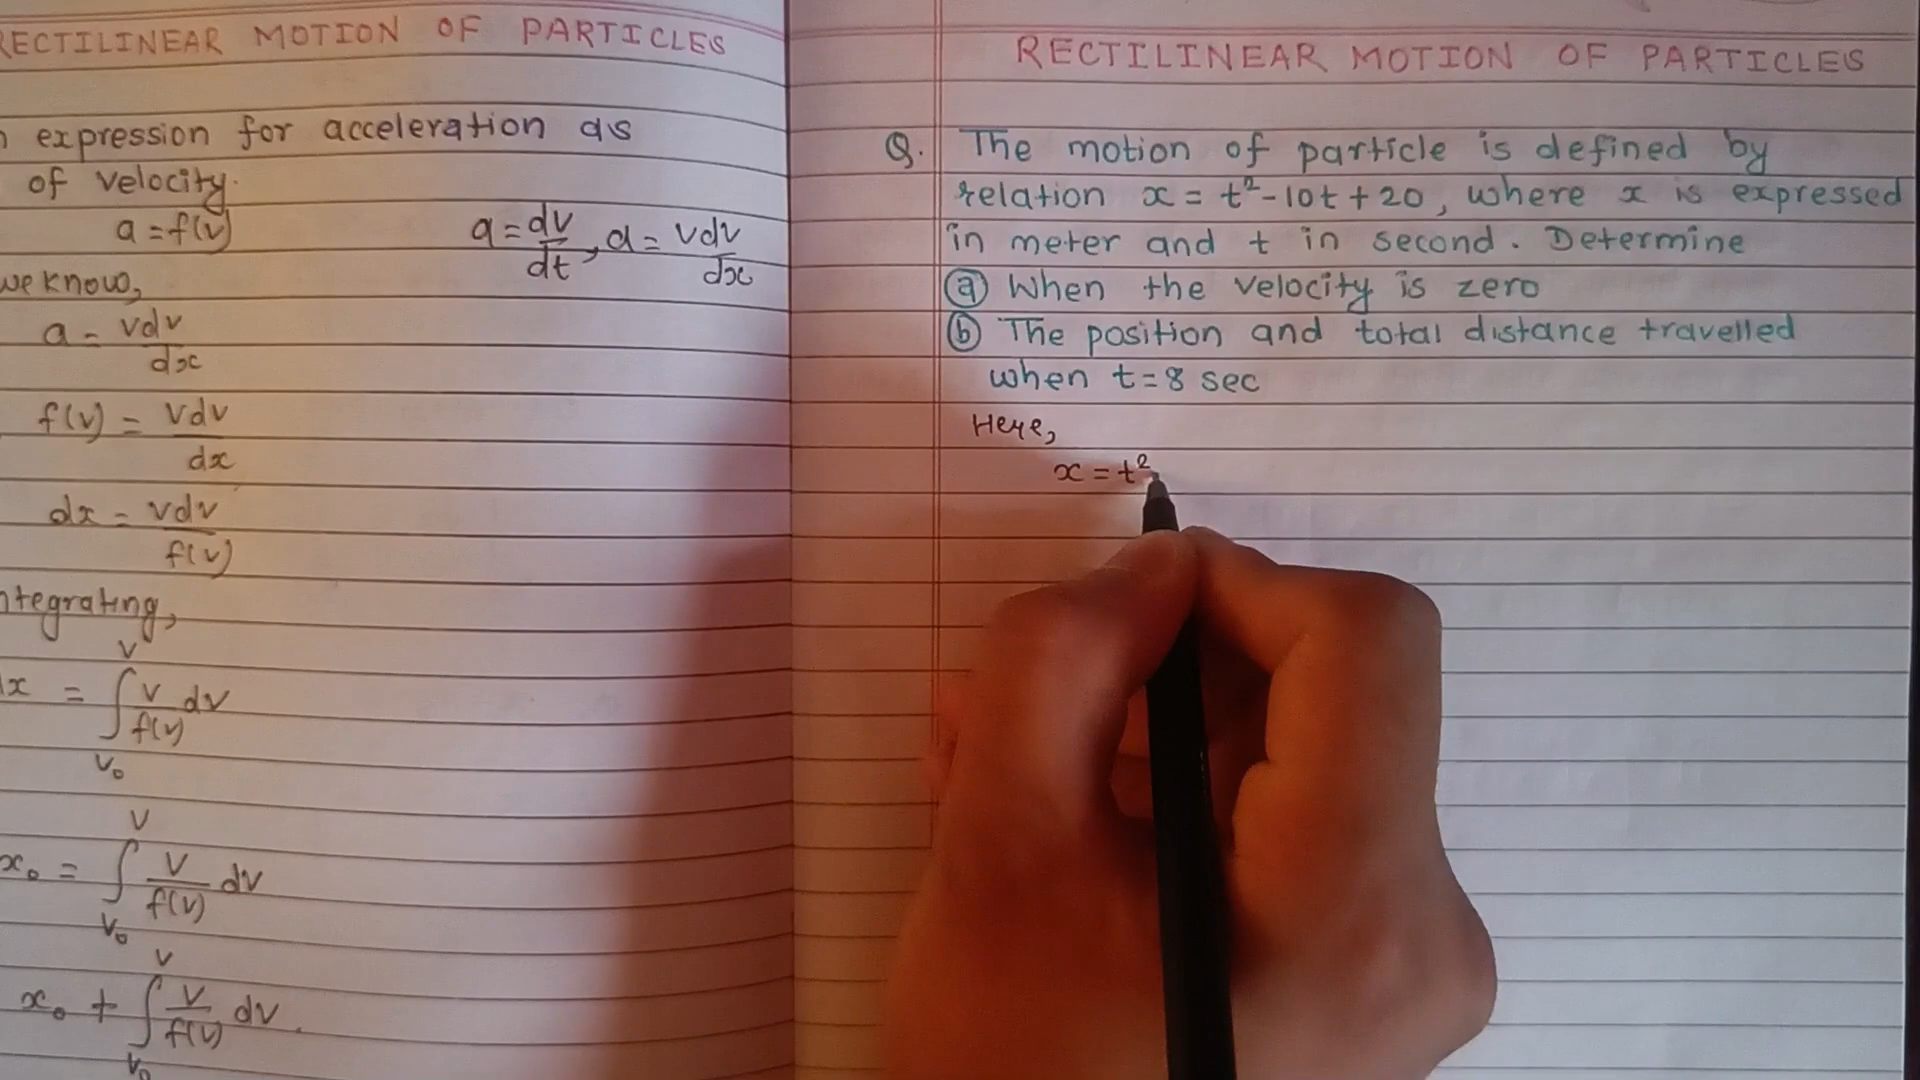 RECTILINEAR MOTION OF PARTICLES
expression for acceleration as
of velocity.
a = f(v)
a = dv/dt, a = vdv/dx
we know,
a = vdv/dx
f(v) = vdv/dx
dx = vdv/f(v)
ntegrating,
x = ∫ v/f(v) dv
v
v₀
x₀ = ∫ v/f(v) dv
v
v₀
x₀ + ∫ v/f(v) dv.
v
v₀
RECTILINEAR MOTION OF PARTICLES
Q. The motion of particle is defined by
relation x = t² - 10t + 20, where x is expressed
in meter and t in second. Determine
ⓐ When the velocity is zero
ⓑ The position and total distance travelled
when t = 8 sec
Here,
x = t²